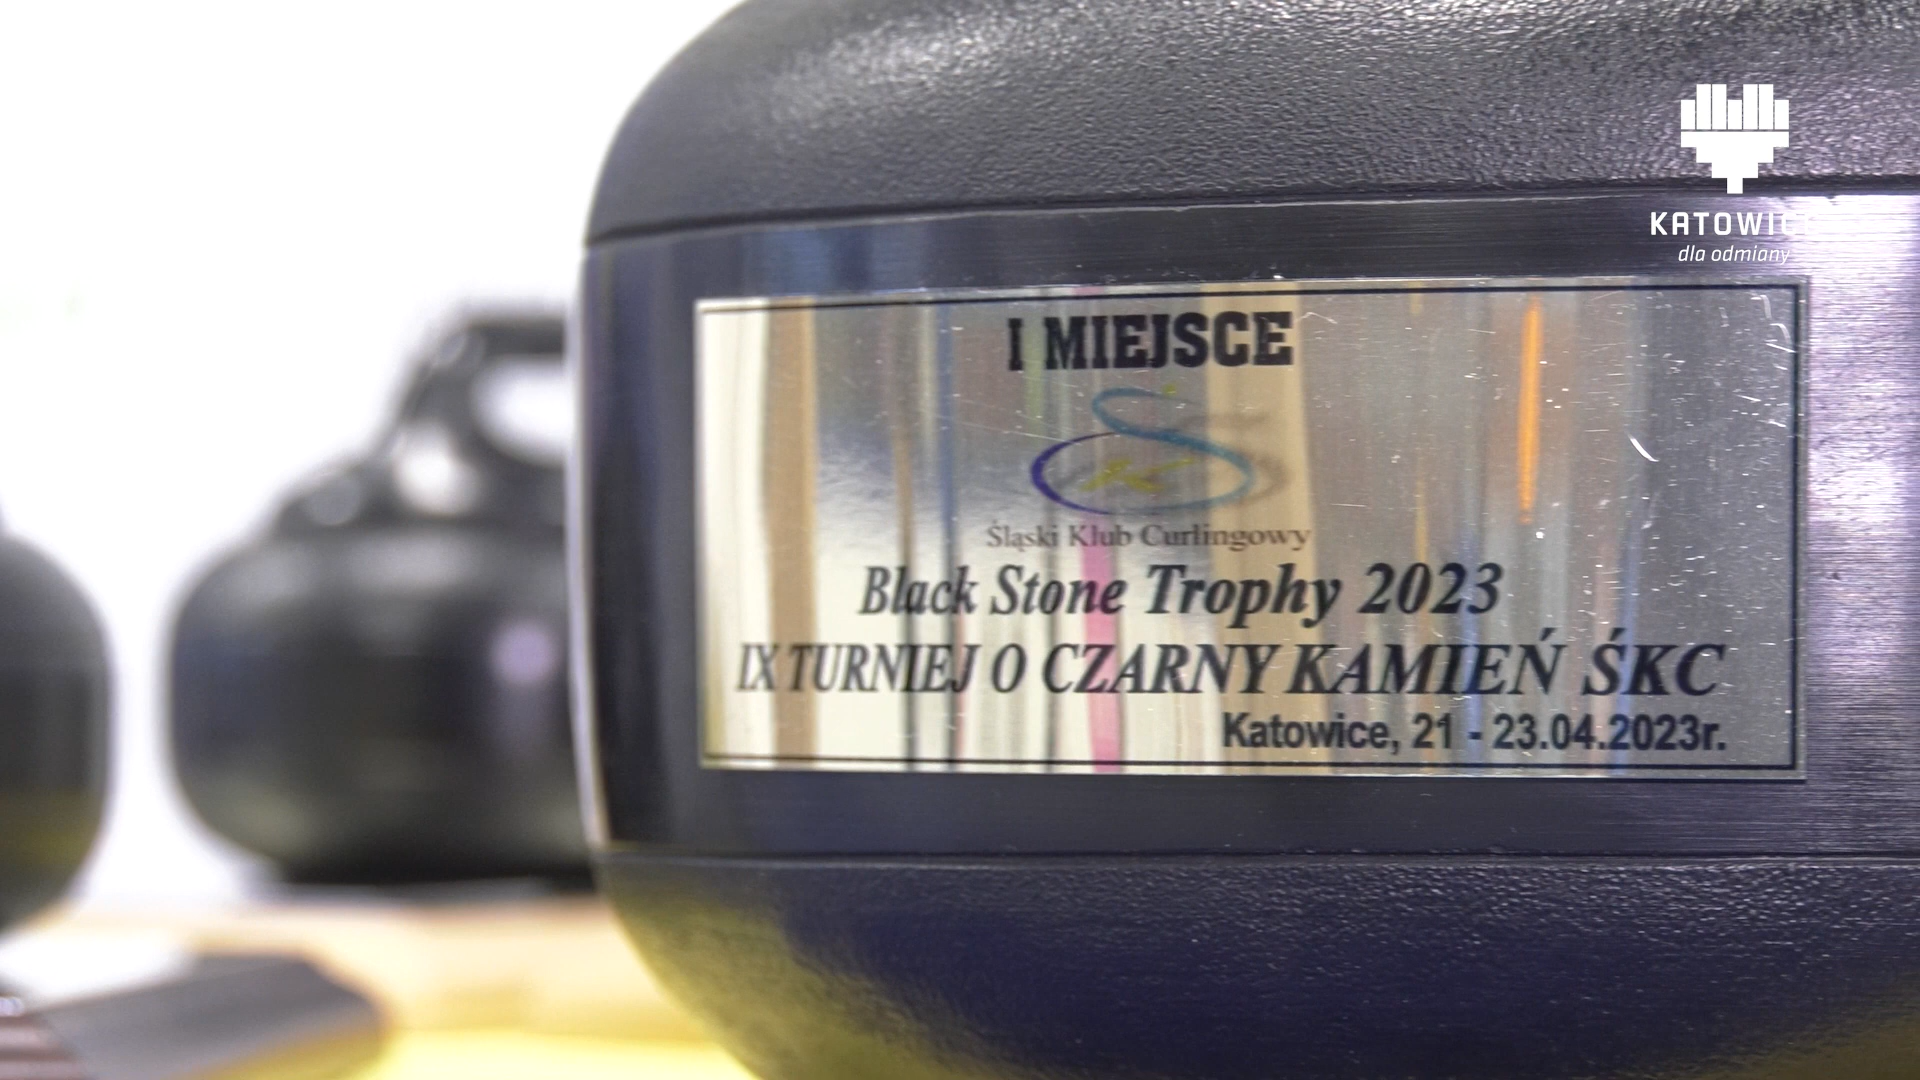 KATOWICE
dla odmiany
I MIEJSCE
Śląski Klub Curlingowy
Black Stone Trophy 2023
IX TURNIEJ O CZARNY KAMIEŃ ŚKC
Katowice, 21 - 23.04.2023r.